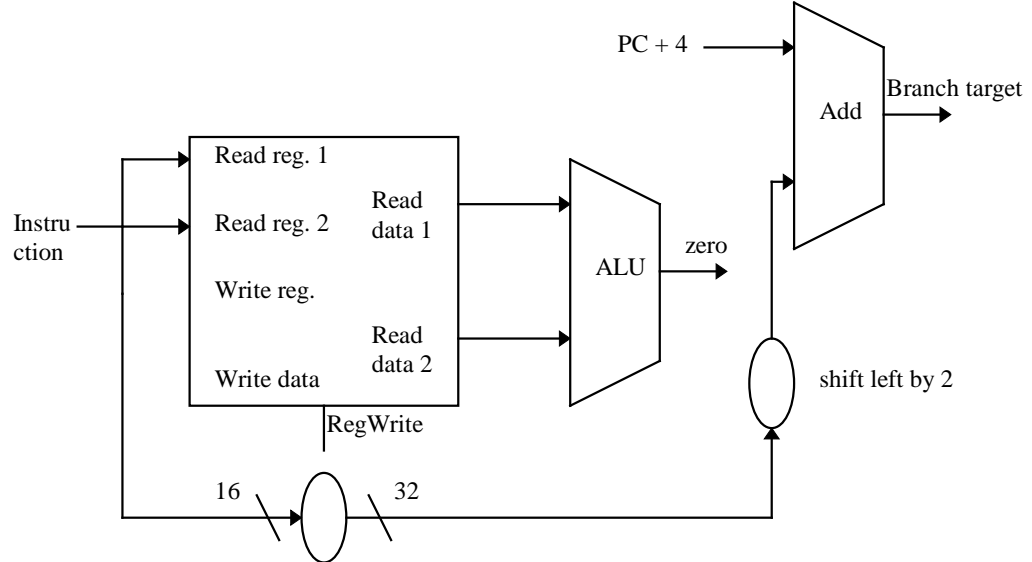 PC + 4
Branch target
Add
Read reg. 1
Read
data 1
Instru
ction
Read reg. 2
zero
ALU
Write reg.
Read
data 2
Write data
shift left by 2
RegWrite
16
32